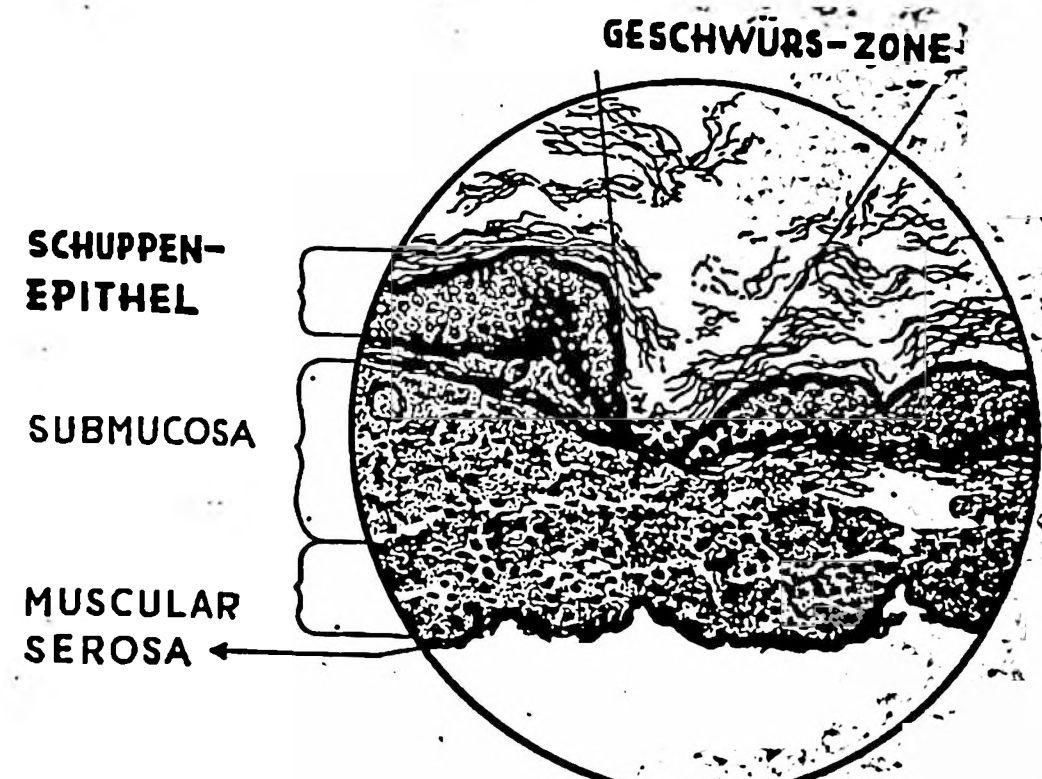 GESCHWÜRS-ZONE
SCHUPPEN-
EPITHEL
SUBMUCOSA
MUSCULAR
SEROSA